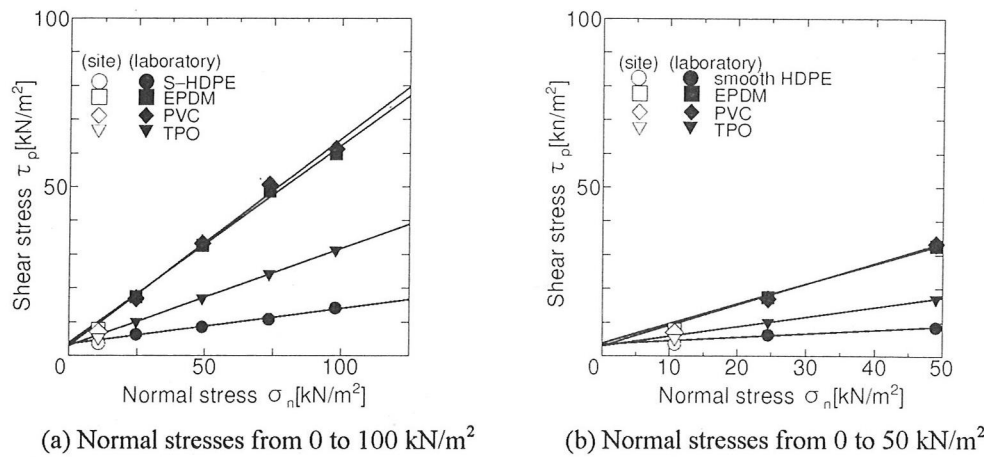 100
50
0
Shear stress τp[kN/m²]
(site) (laboratory)
S-HDPE
EPDM
PVC
TPO
0 50 100
Normal stress σn[kN/m²]
(a) Normal stresses from 0 to 100 kN/m²
100
50
0
Shear stress τp[kn/m²]
(site) (laboratory)
smooth HDPE
EPDM
PVC
TPO
0 10 20 30 40 50
Normal stress σn[kN/m²]
(b) Normal stresses from 0 to 50 kN/m²